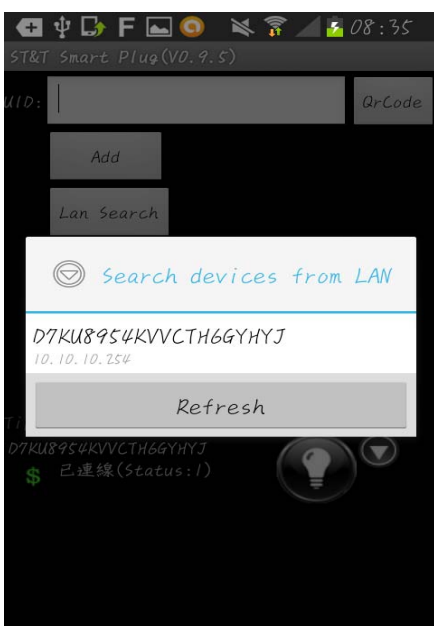 08:35
ST&T Smart Plug(V0.9.5)
UID:
QrCode
Add
Lan Search
Search devices from LAN
D7KU8954KVVCTH6GYHYJ
10.10.10.254
Refresh
Ti
D7KU8954KVVCTH6GYHYJ
$ 已連線(Status:1)